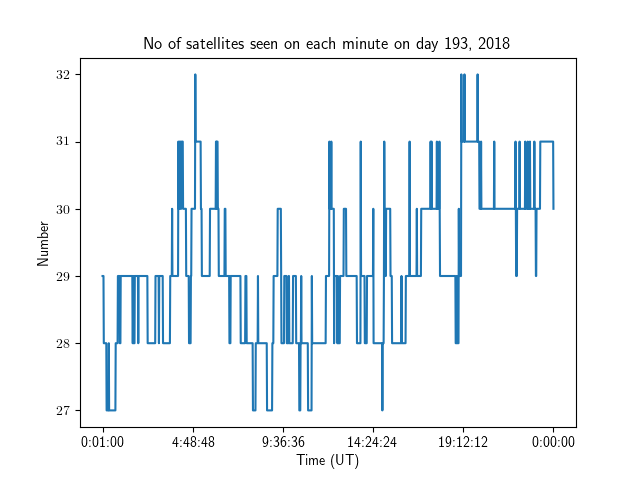 No of satellites seen on each minute on day 193, 2018
32
31
30
29
28
27
Number
0:01:00 4:48:48 9:36:36 14:24:24 19:12:12 0:00:00
Time (UT)